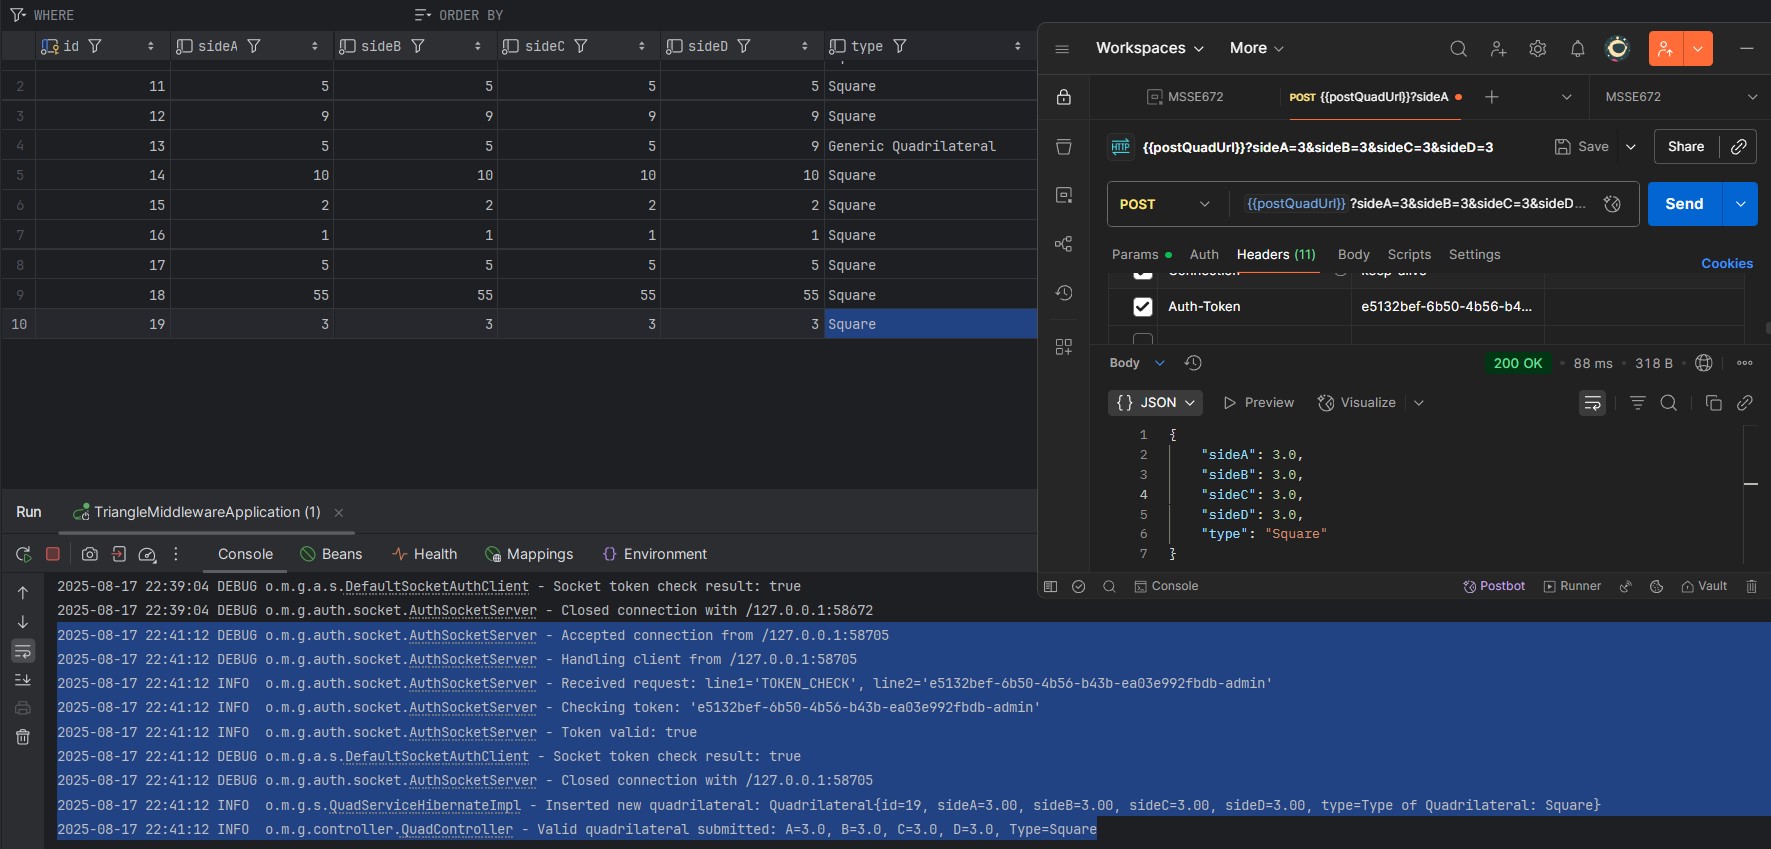 WHERE
ORDER BY
id sideA sideB sideC sideD type
2 11 5 5 5 5 Square
3 12 9 9 9 9 Square
4 13 5 5 5 9 Generic Quadrilateral
5 14 10 10 10 10 Square
6 15 2 2 2 2 Square
7 16 1 1 1 1 Square
8 17 5 5 5 5 Square
9 18 55 55 55 55 Square
10 19 3 3 3 3 Square
Workspaces More
MSSE672 POST {{postQuadUrl}}?sideA MSSE672
HTTP {{postQuadUrl}}?sideA=3&sideB=3&sideC=3&sideD=3 Save Share
POST {{postQuadUrl}} ?sideA=3&sideB=3&sideC=3&sideD... Send
Params Auth Headers (11) Body Scripts Settings
Cookies
Connection keep-alive
Auth-Token e5132bef-6b50-4b56-b4...
Body 200 OK 88 ms 318 B
{} JSON Preview Visualize
1 {
2 "sideA": 3.0,
3 "sideB": 3.0,
4 "sideC": 3.0,
5 "sideD": 3.0,
6 "type": "Square"
7 }
Console Postbot Runner Vault
Run TriangleMiddlewareApplication (1)
Console Beans Health Mappings Environment
2025-08-17 22:39:04 DEBUG o.m.g.a.s.DefaultSocketAuthClient - Socket token check result: true
2025-08-17 22:39:04 DEBUG o.m.g.auth.socket.AuthSocketServer - Closed connection with /127.0.0.1:58672
2025-08-17 22:41:12 DEBUG o.m.g.auth.socket.AuthSocketServer - Accepted connection from /127.0.0.1:58705
2025-08-17 22:41:12 DEBUG o.m.g.auth.socket.AuthSocketServer - Handling client from /127.0.0.1:58705
2025-08-17 22:41:12 INFO o.m.g.auth.socket.AuthSocketServer - Received request: line1='TOKEN_CHECK', line2='e5132bef-6b50-4b56-b43b-ea03e992fbdb-admin'
2025-08-17 22:41:12 INFO o.m.g.auth.socket.AuthSocketServer - Checking token: 'e5132bef-6b50-4b56-b43b-ea03e992fbdb-admin'
2025-08-17 22:41:12 INFO o.m.g.auth.socket.AuthSocketServer - Token valid: true
2025-08-17 22:41:12 DEBUG o.m.g.a.s.DefaultSocketAuthClient - Socket token check result: true
2025-08-17 22:41:12 DEBUG o.m.g.auth.socket.AuthSocketServer - Closed connection with /127.0.0.1:58705
2025-08-17 22:41:12 INFO o.m.g.s.QuadServiceHibernateImpl - Inserted new quadrilateral: Quadrilateral{id=19, sideA=3.00, sideB=3.00, sideC=3.00, sideD=3.00, type=Type of Quadrilateral: Square}
2025-08-17 22:41:12 INFO o.m.g.controller.QuadController - Valid quadrilateral submitted: A=3.0, B=3.0, C=3.0, D=3.0, Type=Square